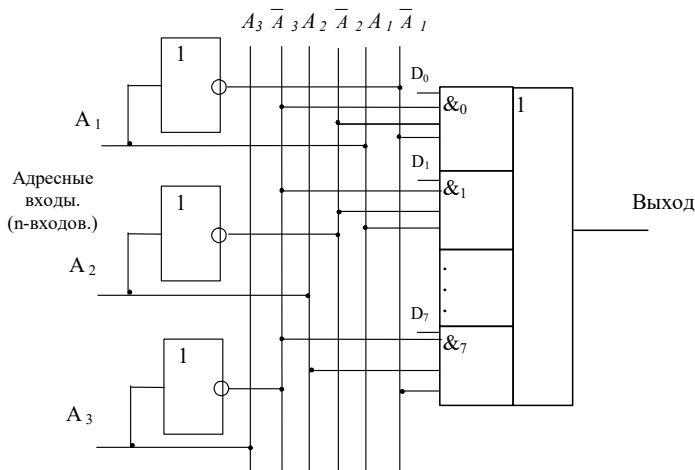 A₃ A̅₃ A₂ A̅₂ A₁ A̅₁
1
D₀
&₀
1
A₁
D₁
&₁
Адресные
входы.
(n-входов.)
1
Выход
A₂
D₇
&₇
1
A₃